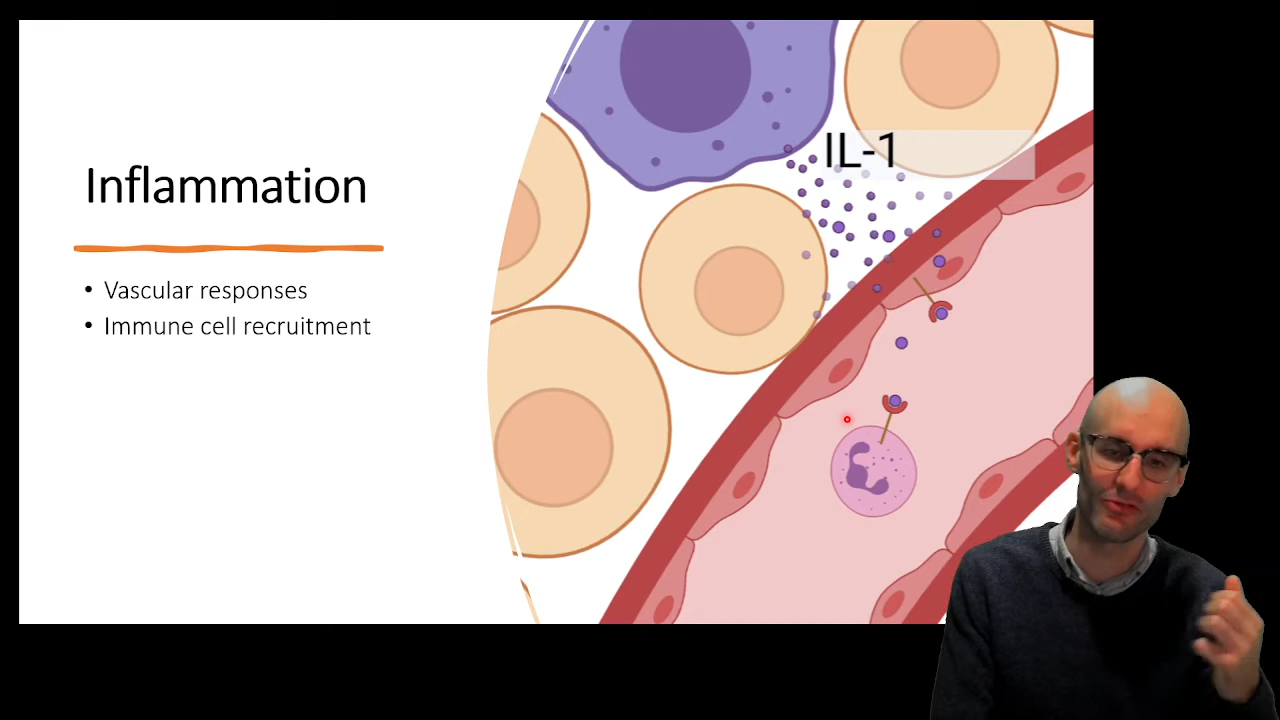 Inflammation
• Vascular responses
• Immune cell recruitment
IL-1